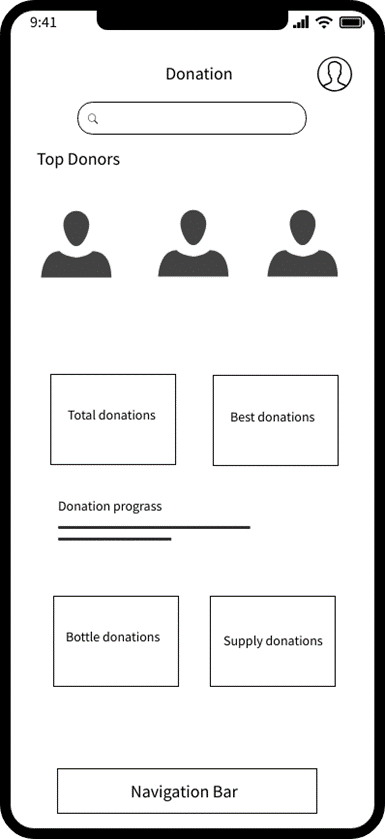 9:41
Donation
Top Donors
Total donations
Best donations
Donation prograss
Bottle donations
Supply donations
Navigation Bar